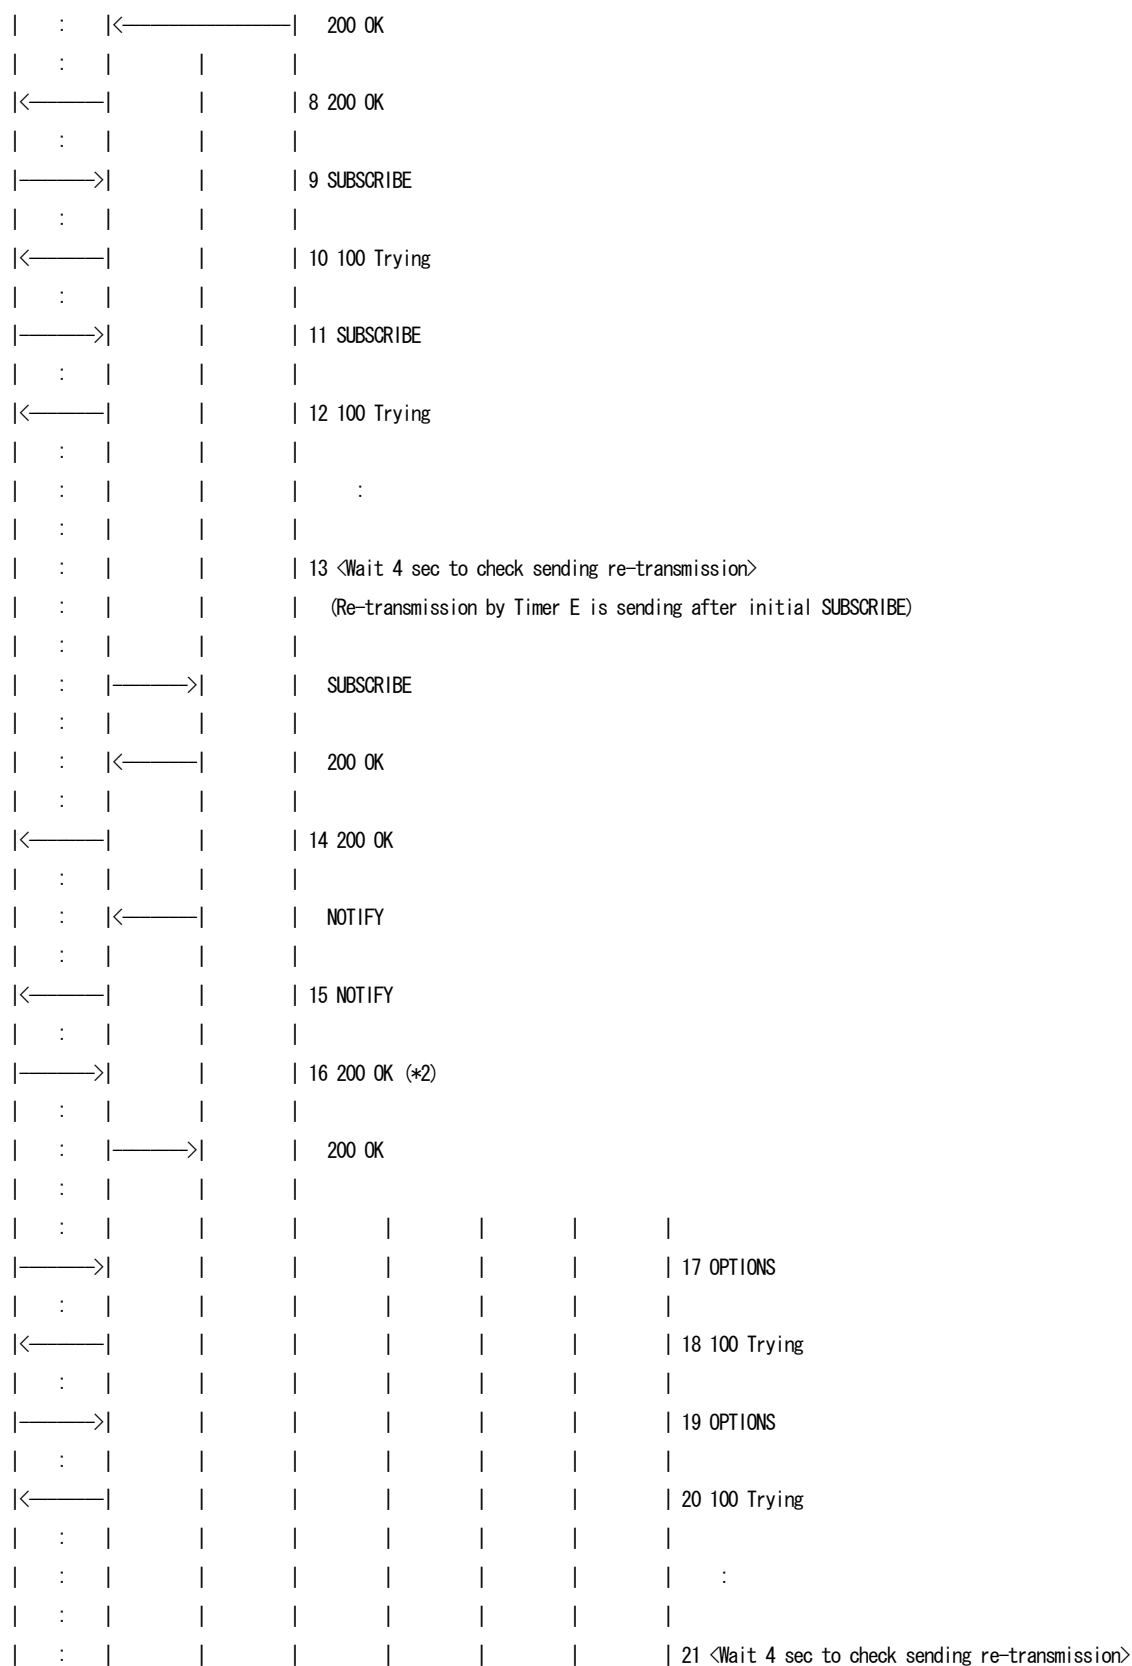 | : |<----------------| 200 OK
| : | | |
|<-------| | | 8 200 OK
| : | | |
|------->| | | 9 SUBSCRIBE
| : | | |
|<-------| | | 10 100 Trying
| : | | |
|------->| | | 11 SUBSCRIBE
| : | | |
|<-------| | | 12 100 Trying
| : | | |
| : | | | :
| : | | |
| : | | | 13 <Wait 4 sec to check sending re-transmission>
| : | | | (Re-transmission by Timer E is sending after initial SUBSCRIBE)
| : | | |
| : |------->| | SUBSCRIBE
| : | | |
| : |<-------| | 200 OK
| : | | |
|<-------| | | 14 200 OK
| : | | |
| : |<-------| | NOTIFY
| : | | |
|<-------| | | 15 NOTIFY
| : | | |
|------->| | | 16 200 OK (*2)
| : | | |
| : |------->| | 200 OK
| : | | |
| : | | | | | | |
|------->| | | | | | | 17 OPTIONS
| : | | | | | | |
|<-------| | | | | | | 18 100 Trying
| : | | | | | | |
|------->| | | | | | | 19 OPTIONS
| : | | | | | | |
|<-------| | | | | | | 20 100 Trying
| : | | | | | | |
| : | | | | | | | :
| : | | | | | | |
| : | | | | | | | 21 <Wait 4 sec to check sending re-transmission>